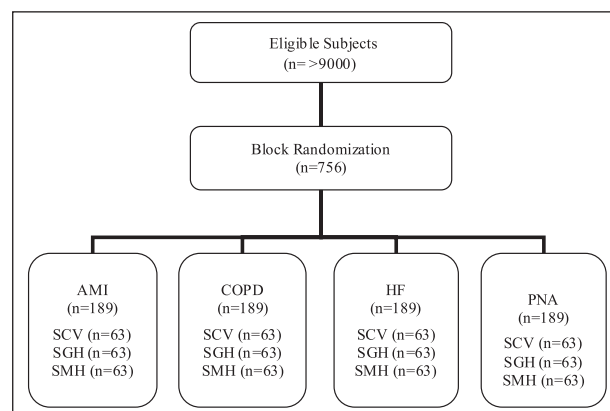 Eligible Subjects
(n= >9000)
Block Randomization
(n=756)
AMI
(n=189)
SCV (n=63)
SGH (n=63)
SMH (n=63)
COPD
(n=189)
SCV (n=63)
SGH (n=63)
SMH (n=63)
HF
(n=189)
SCV (n=63)
SGH (n=63)
SMH (n=63)
PNA
(n=189)
SCV (n=63)
SGH (n=63)
SMH (n=63)